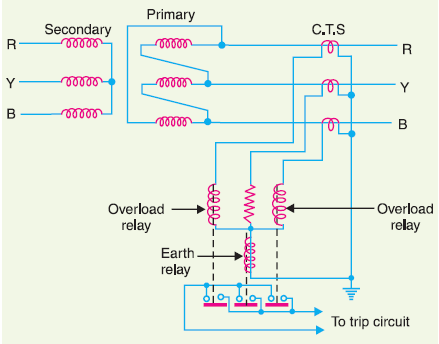 Primary
Secondary
C.T.S
R
R
Y
Y
B
B
Overload
relay
Overload
relay
Earth
relay
To trip circuit